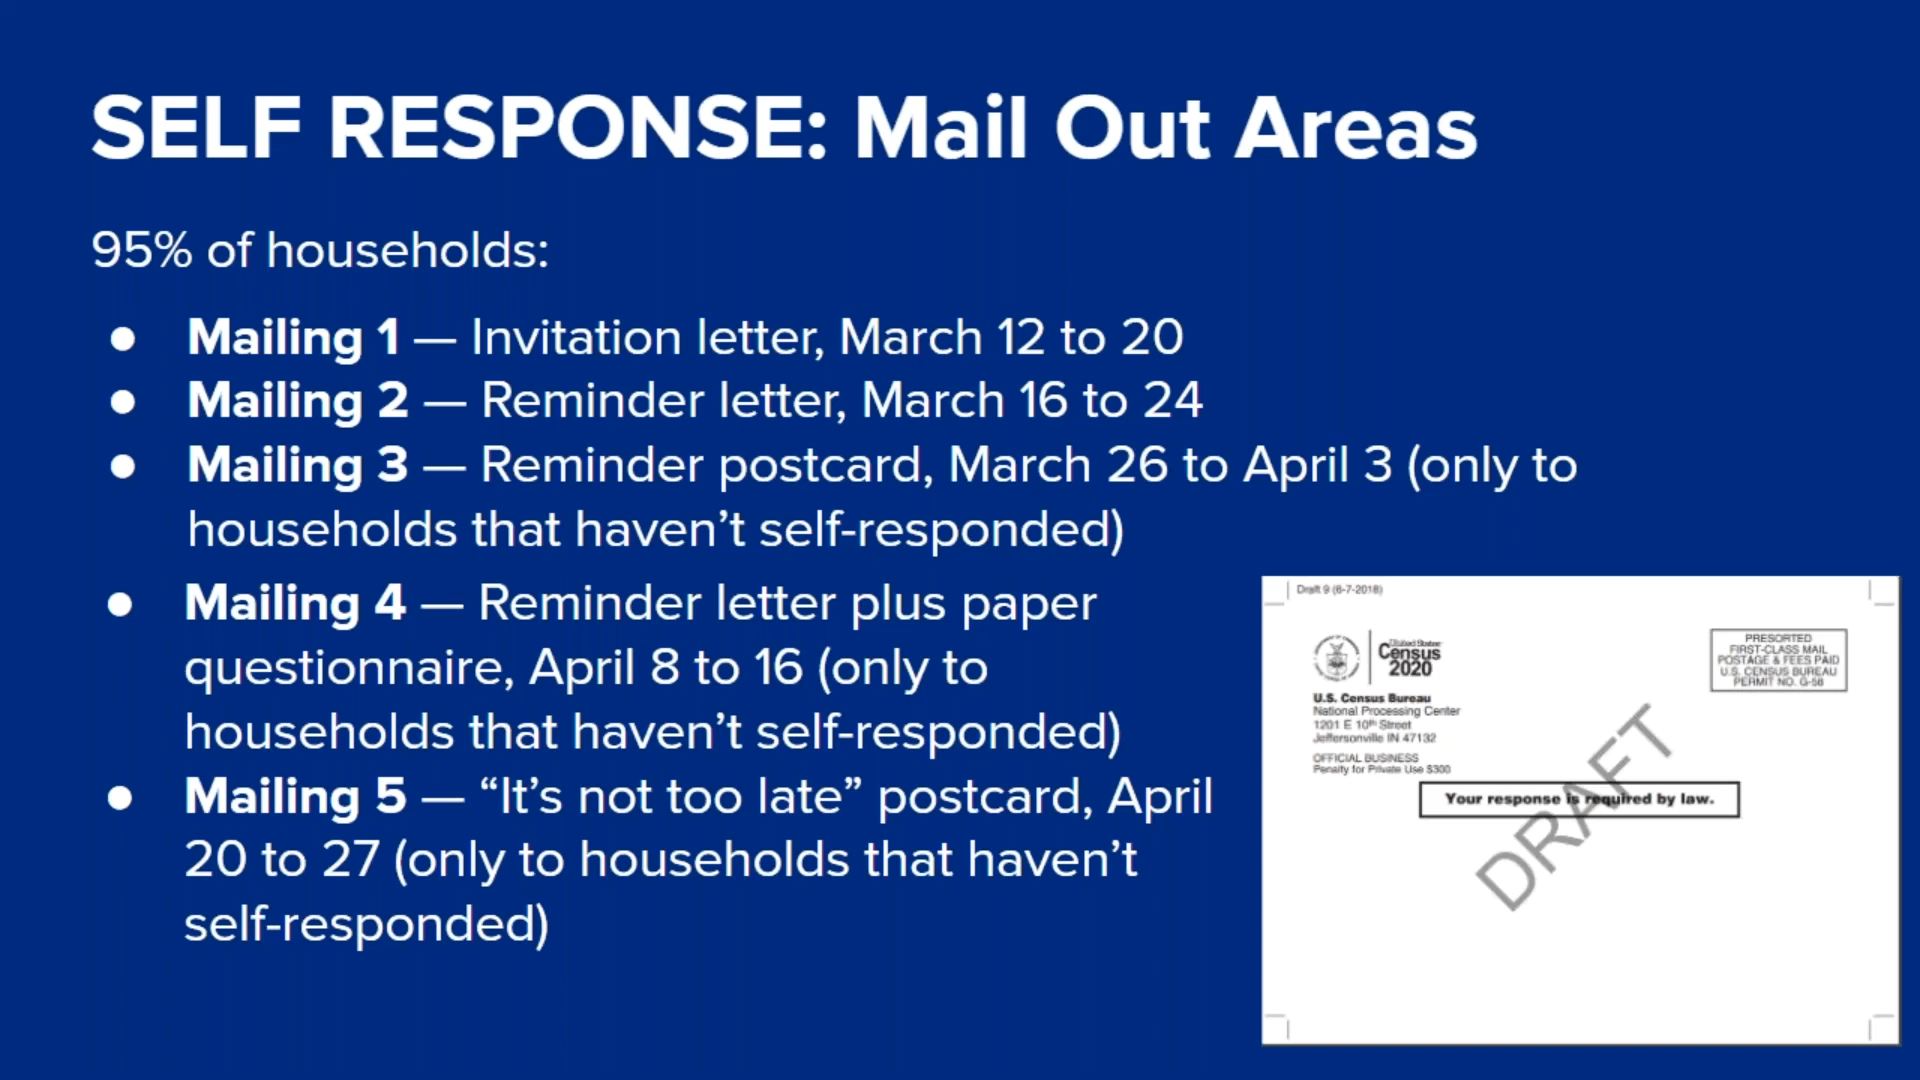 SELF RESPONSE: Mail Out Areas
95% of households:
● Mailing 1 — Invitation letter, March 12 to 20
● Mailing 2 — Reminder letter, March 16 to 24
● Mailing 3 — Reminder postcard, March 26 to April 3 (only to
households that haven’t self-responded)
● Mailing 4 — Reminder letter plus paper
questionnaire, April 8 to 16 (only to
households that haven’t self-responded)
● Mailing 5 — “It’s not too late” postcard, April
20 to 27 (only to households that haven’t
self-responded)
Draft 9 (6-7-2018)
United States
Census
2020
PRESORTED
FIRST-CLASS MAIL
POSTAGE & FEES PAID
U.S. CENSUS BUREAU
PERMIT NO. G-58
U.S. Census Bureau
National Processing Center
1201 E 10th Street
Jeffersonville IN 47132
OFFICIAL BUSINESS
Penalty for Private Use $300
Your response is required by law.
DRAFT